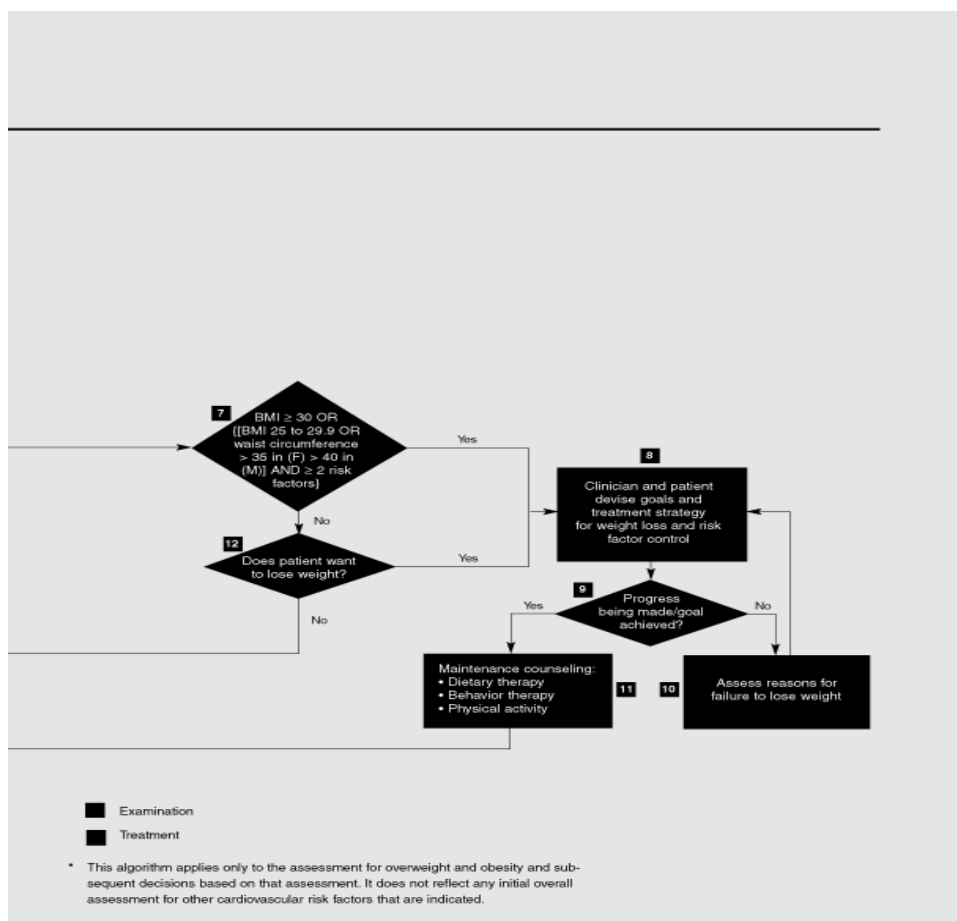 7
BMI ≥ 30 OR
{[BMI 25 to 29.9 OR
waist circumference
> 35 in (F) > 40 in
(M)] AND ≥ 2 risk
factors}
Yes
No
12
Does patient want
to lose weight?
Yes
No
8
Clinician and patient
devise goals and
treatment strategy
for weight loss and risk
factor control
9
Progress
being made/goal
achieved?
Yes
No
Maintenance counseling:
• Dietary therapy
• Behavior therapy
• Physical activity
11
10
Assess reasons for
failure to lose weight
Examination
Treatment
* This algorithm applies only to the assessment for overweight and obesity and sub-
sequent decisions based on that assessment. It does not reflect any initial overall
assessment for other cardiovascular risk factors that are indicated.